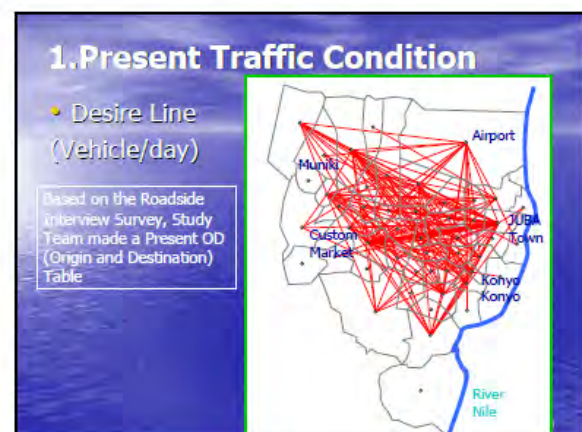 1.Present Traffic Condition
• Desire Line
(Vehicle/day)
Based on the Roadside
Interview Survey, Study
Team made a Present OD
(Origin and Destination)
Table
Airport
Muniki
JUBA
Town
Custom
Market
Konyo
Konyo
River
Nile